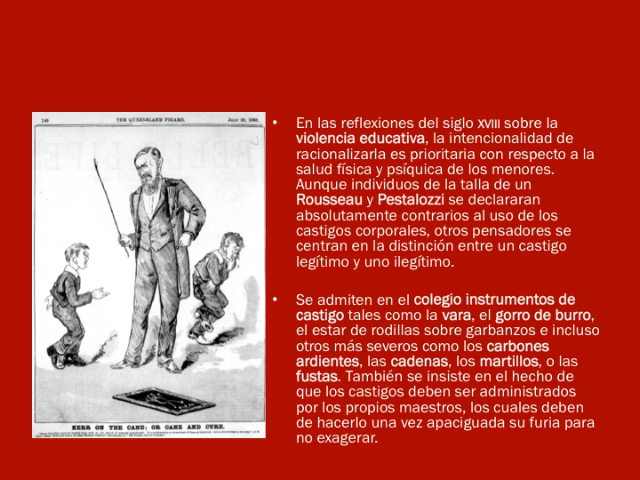 140 THE QUEENSLAND FIGARO. JULY 28, 1888.
KERR ON THE CANE; OR CANE AND CURE.
• En las reflexiones del siglo XVIII sobre la
violencia educativa, la intencionalidad de
racionalizarla es prioritaria con respecto a la
salud física y psíquica de los menores.
Aunque individuos de la talla de un
Rousseau y Pestalozzi se declararan
absolutamente contrarios al uso de los
castigos corporales, otros pensadores se
centran en la distinción entre un castigo
legítimo y uno ilegítimo.
• Se admiten en el colegio instrumentos de
castigo tales como la vara, el gorro de burro,
el estar de rodillas sobre garbanzos e incluso
otros más severos como los carbones
ardientes, las cadenas, los martillos, o las
fustas. También se insiste en el hecho de
que los castigos deben ser administrados
por los propios maestros, los cuales deben
de hacerlo una vez apaciguada su furia para
no exagerar.